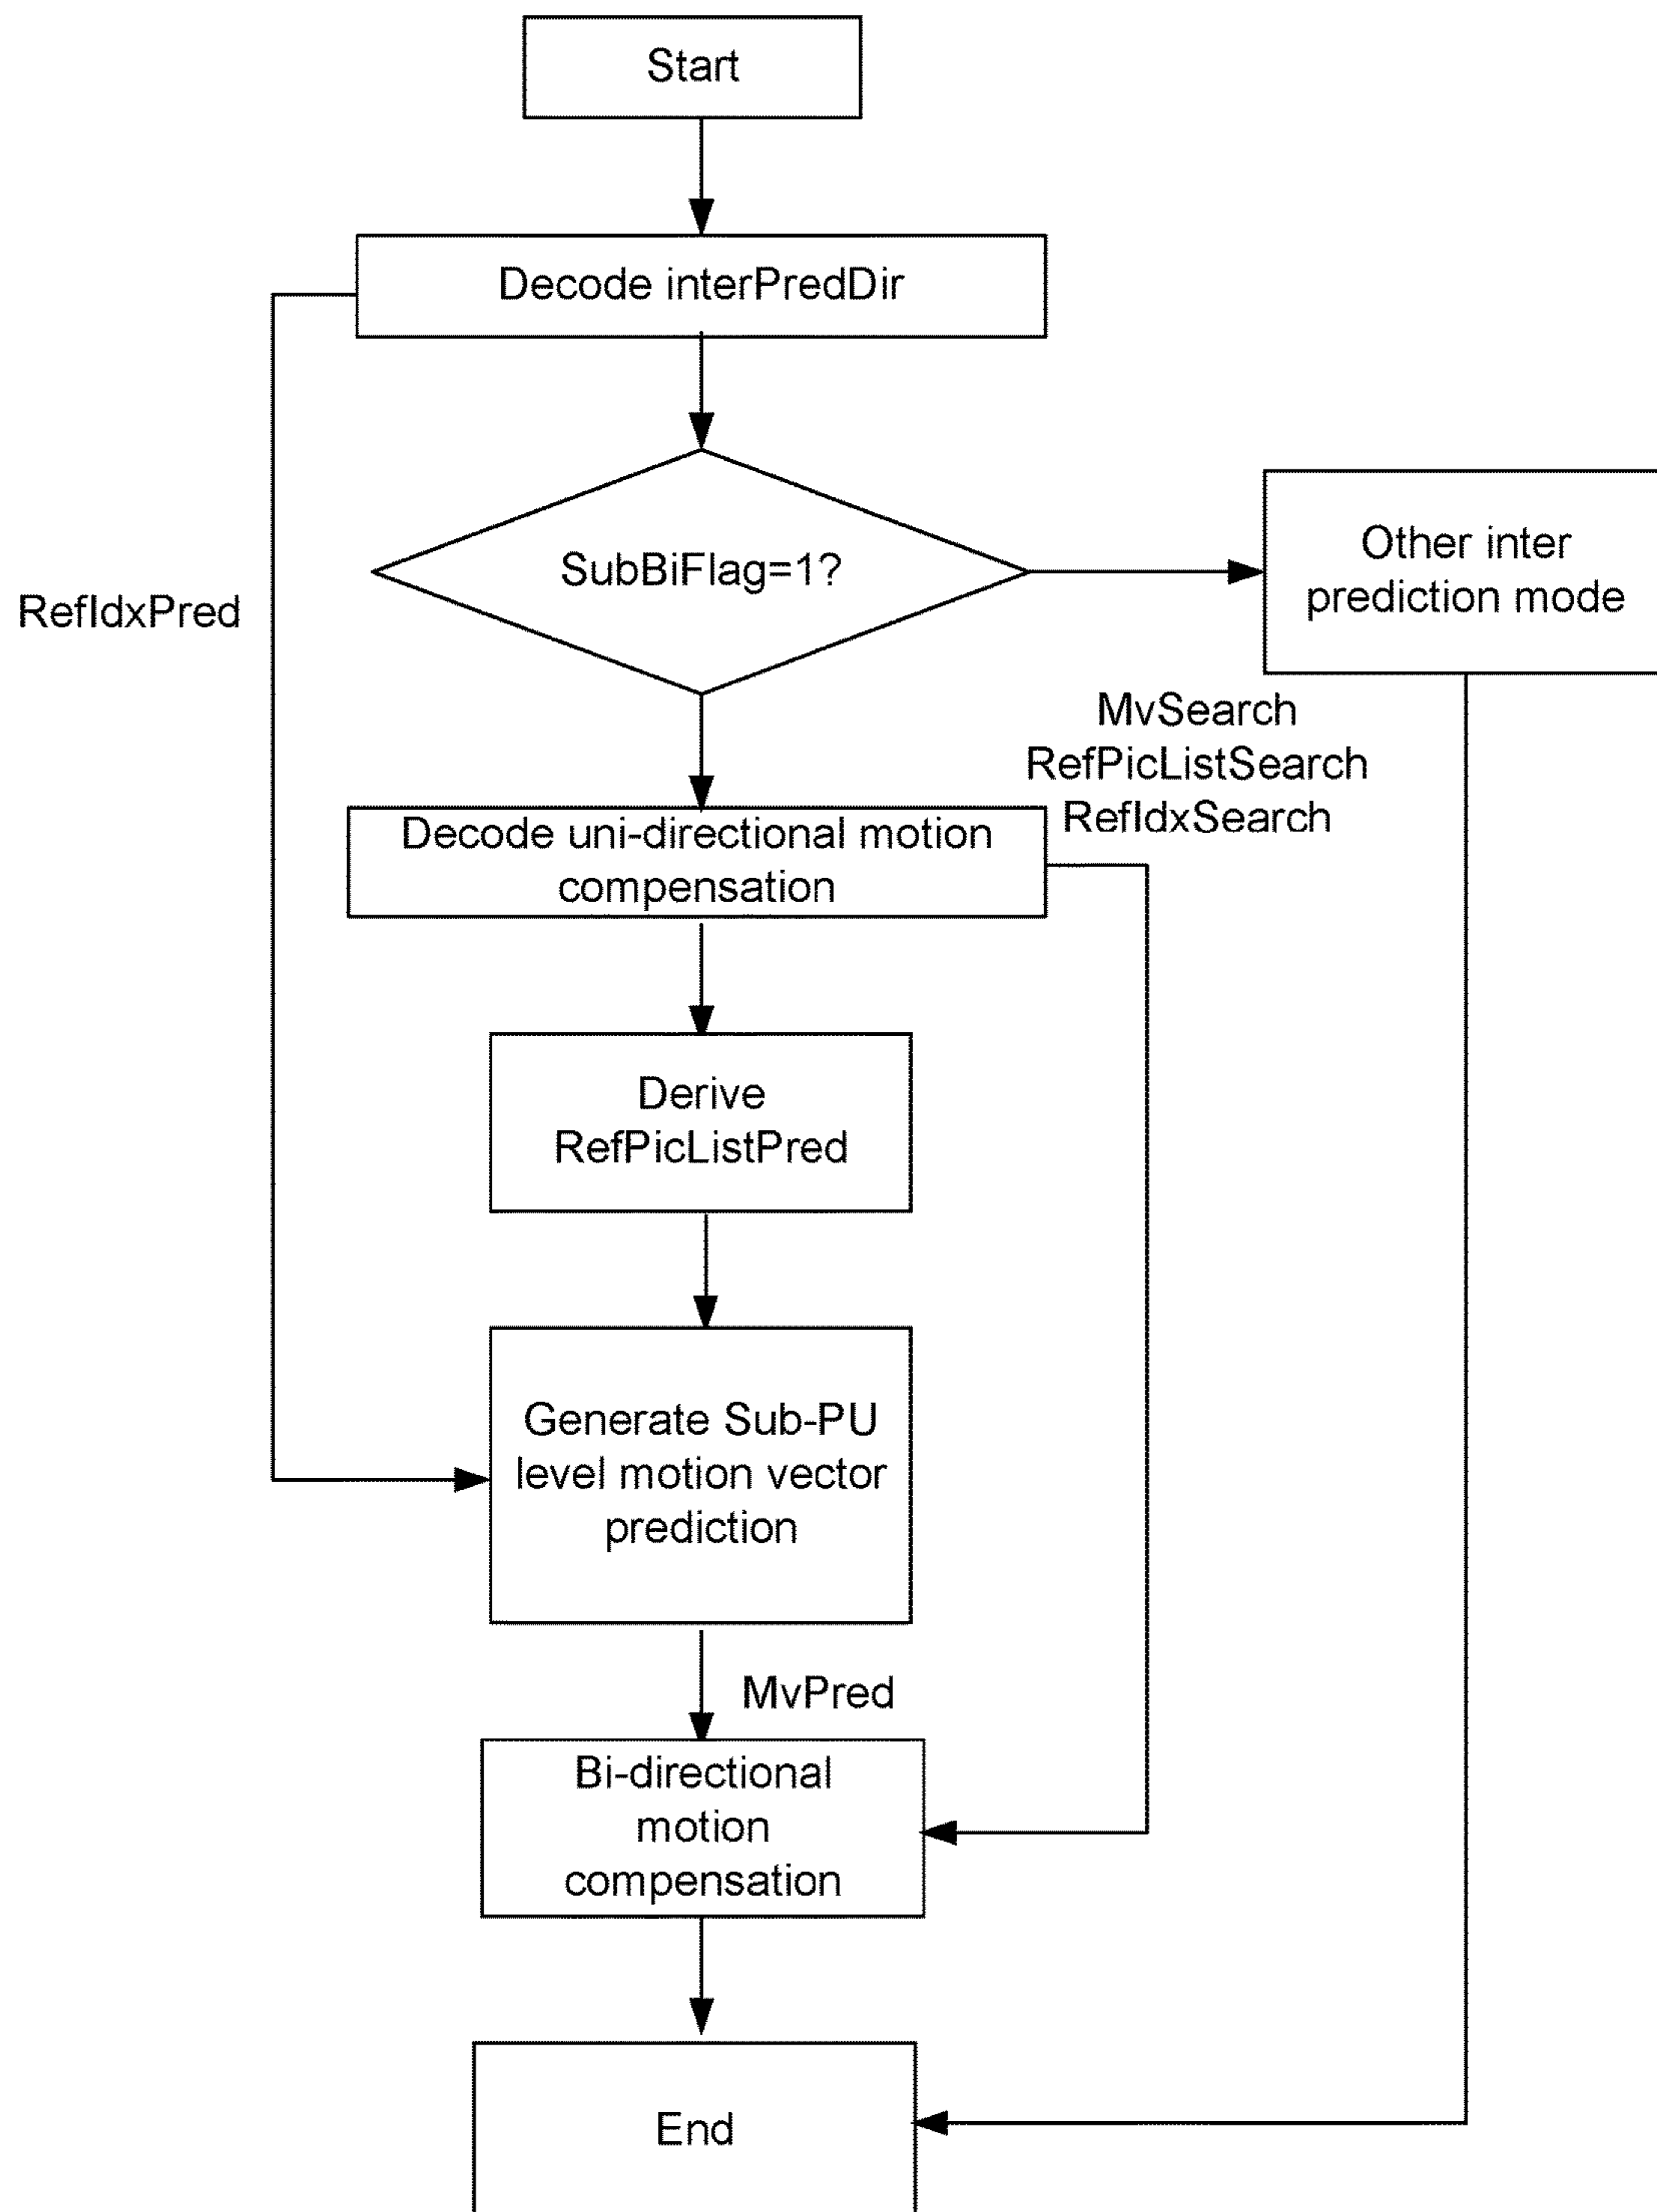 Start
Decode interPredDir
SubBiFlag=1?
Other inter
prediction mode
RefIdxPred
MvSearch
RefPicListSearch
RefIdxSearch
Decode uni-directional motion
compensation
Derive
RefPicListPred
Generate Sub-PU
level motion vector
prediction
MvPred
Bi-directional
motion
compensation
End